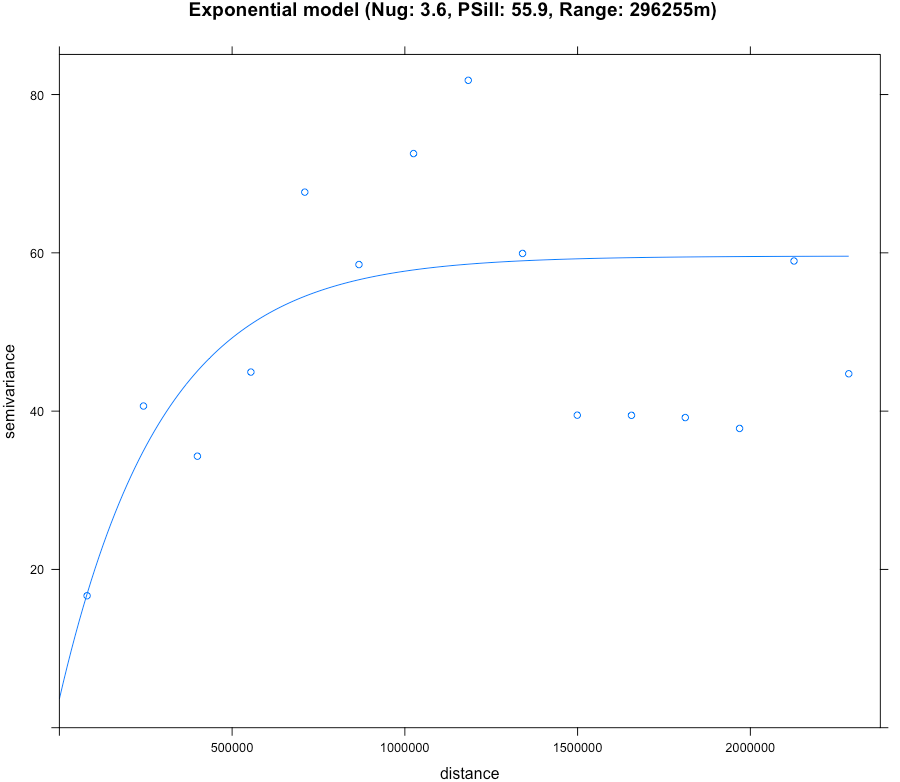 Exponential model (Nug: 3.6, PSill: 55.9, Range: 296255m)
80
60
40
20
semivariance
500000 1000000 1500000 2000000
distance